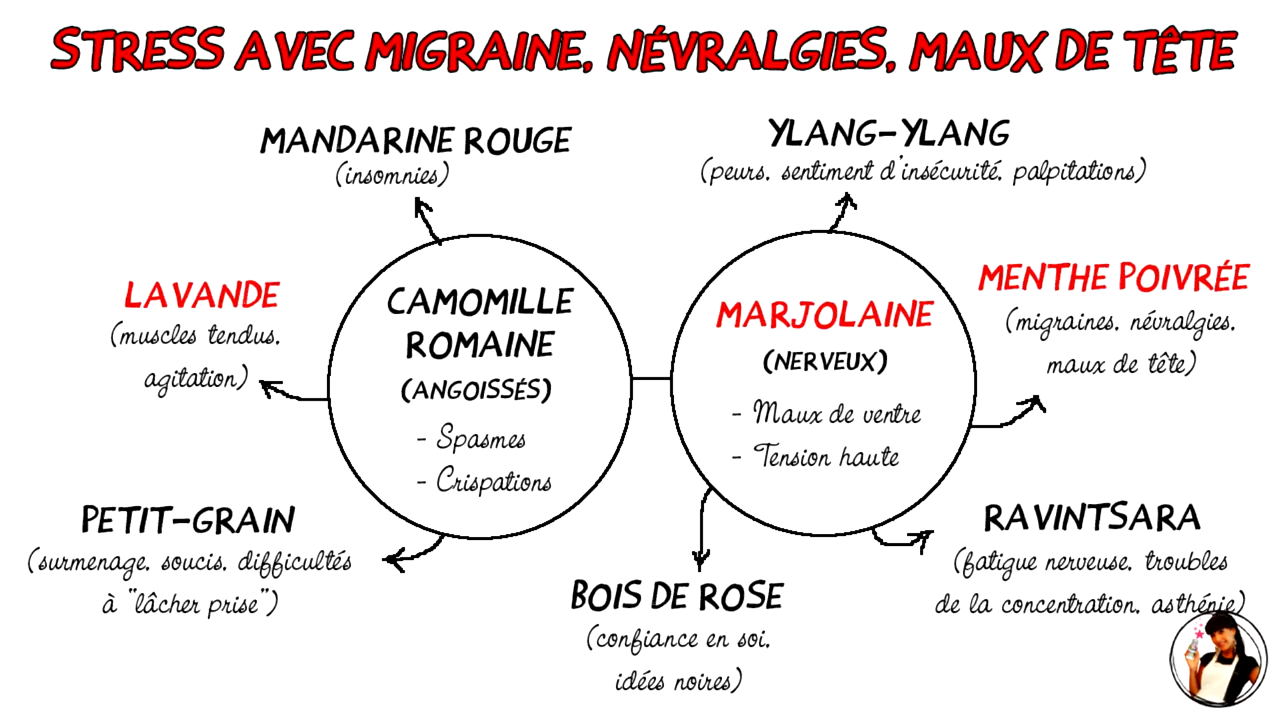 STRESS AVEC MIGRAINE, NÉVRALGIES, MAUX DE TÊTE
MANDARINE ROUGE
(insomnies)
YLANG-YLANG
(peurs, sentiment d'insécurité, palpitations)
LAVANDE
(muscles tendus,
agitation)
CAMOMILLE
ROMAINE
(ANGOISSÉS)
- Spasmes
- Crispations
MARJOLAINE
(NERVEUX)
- Maux de ventre
- Tension haute
MENTHE POIVRÉE
(migraines, névralgies,
maux de tête)
PETIT-GRAIN
(surmenage, soucis, difficultés
à "lâcher prise")
BOIS DE ROSE
(confiance en soi,
idées noires)
RAVINTSARA
(fatigue nerveuse, troubles
de la concentration, asthénie)